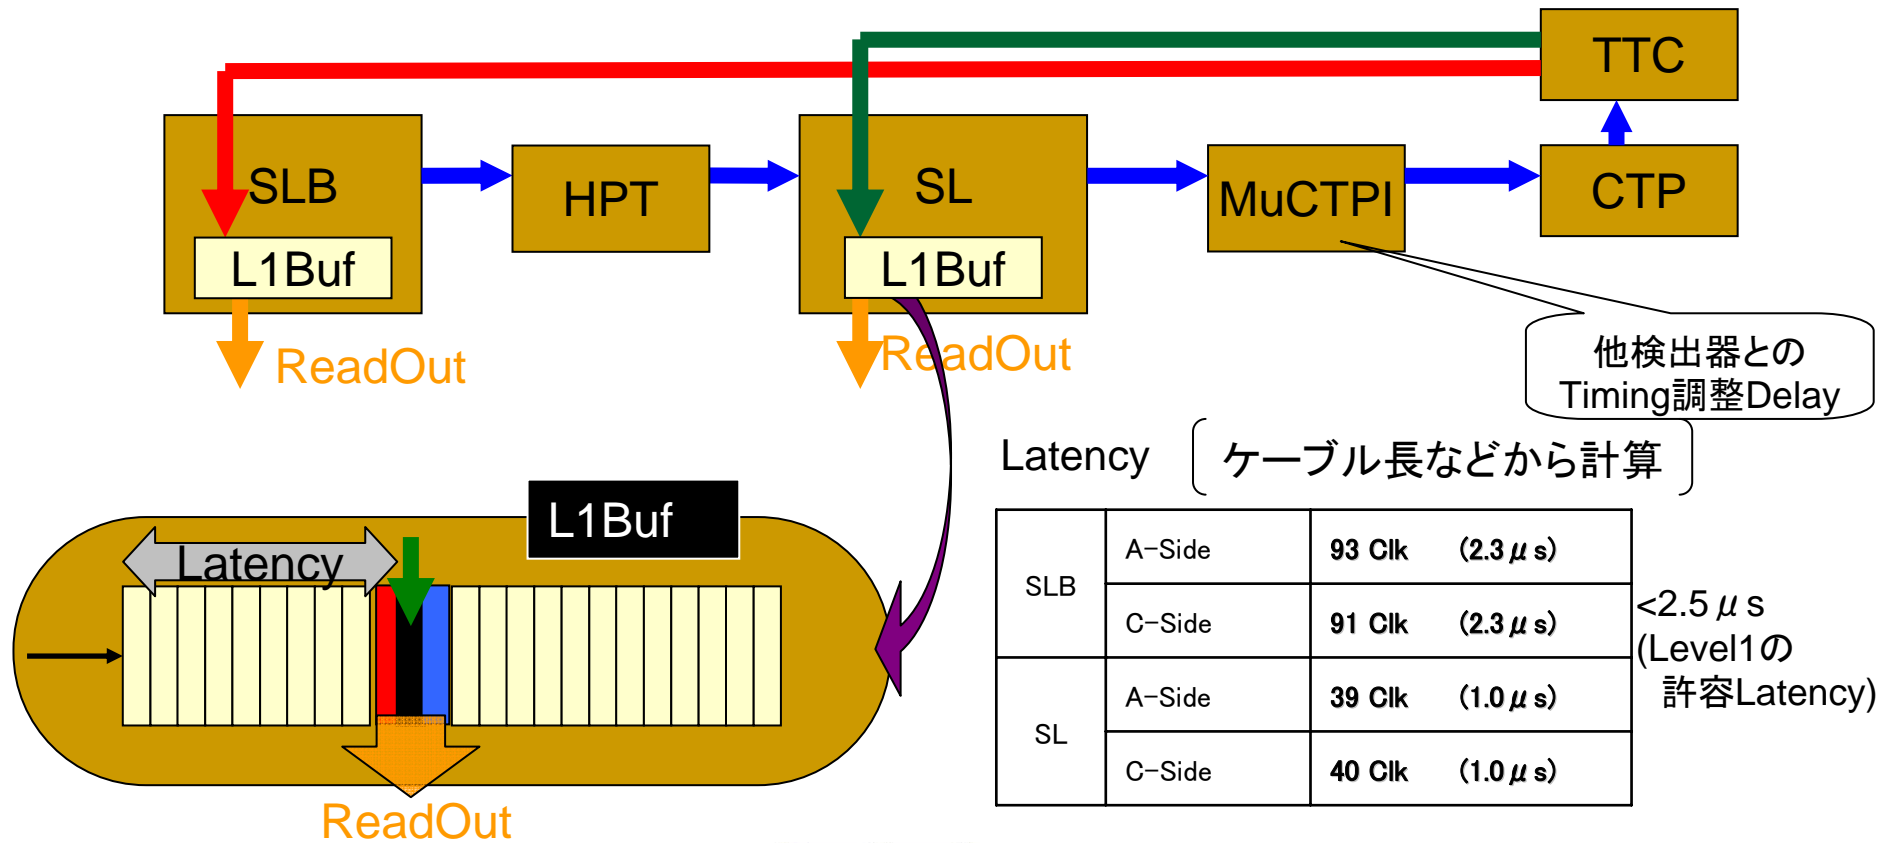 TTC
SLB
HPT
SL
MuCTPI
CTP
L1Buf
L1Buf
ReadOut
ReadOut
他検出器との
Timing調整Delay
Latency
ケーブル長などから計算
L1Buf
Latency
ReadOut
SLB
A-Side
93 Clk (2.3μs)
C-Side
91 Clk (2.3μs)
SL
A-Side
39 Clk (1.0μs)
C-Side
40 Clk (1.0μs)
<2.5μs
(Level1の
許容Latency)